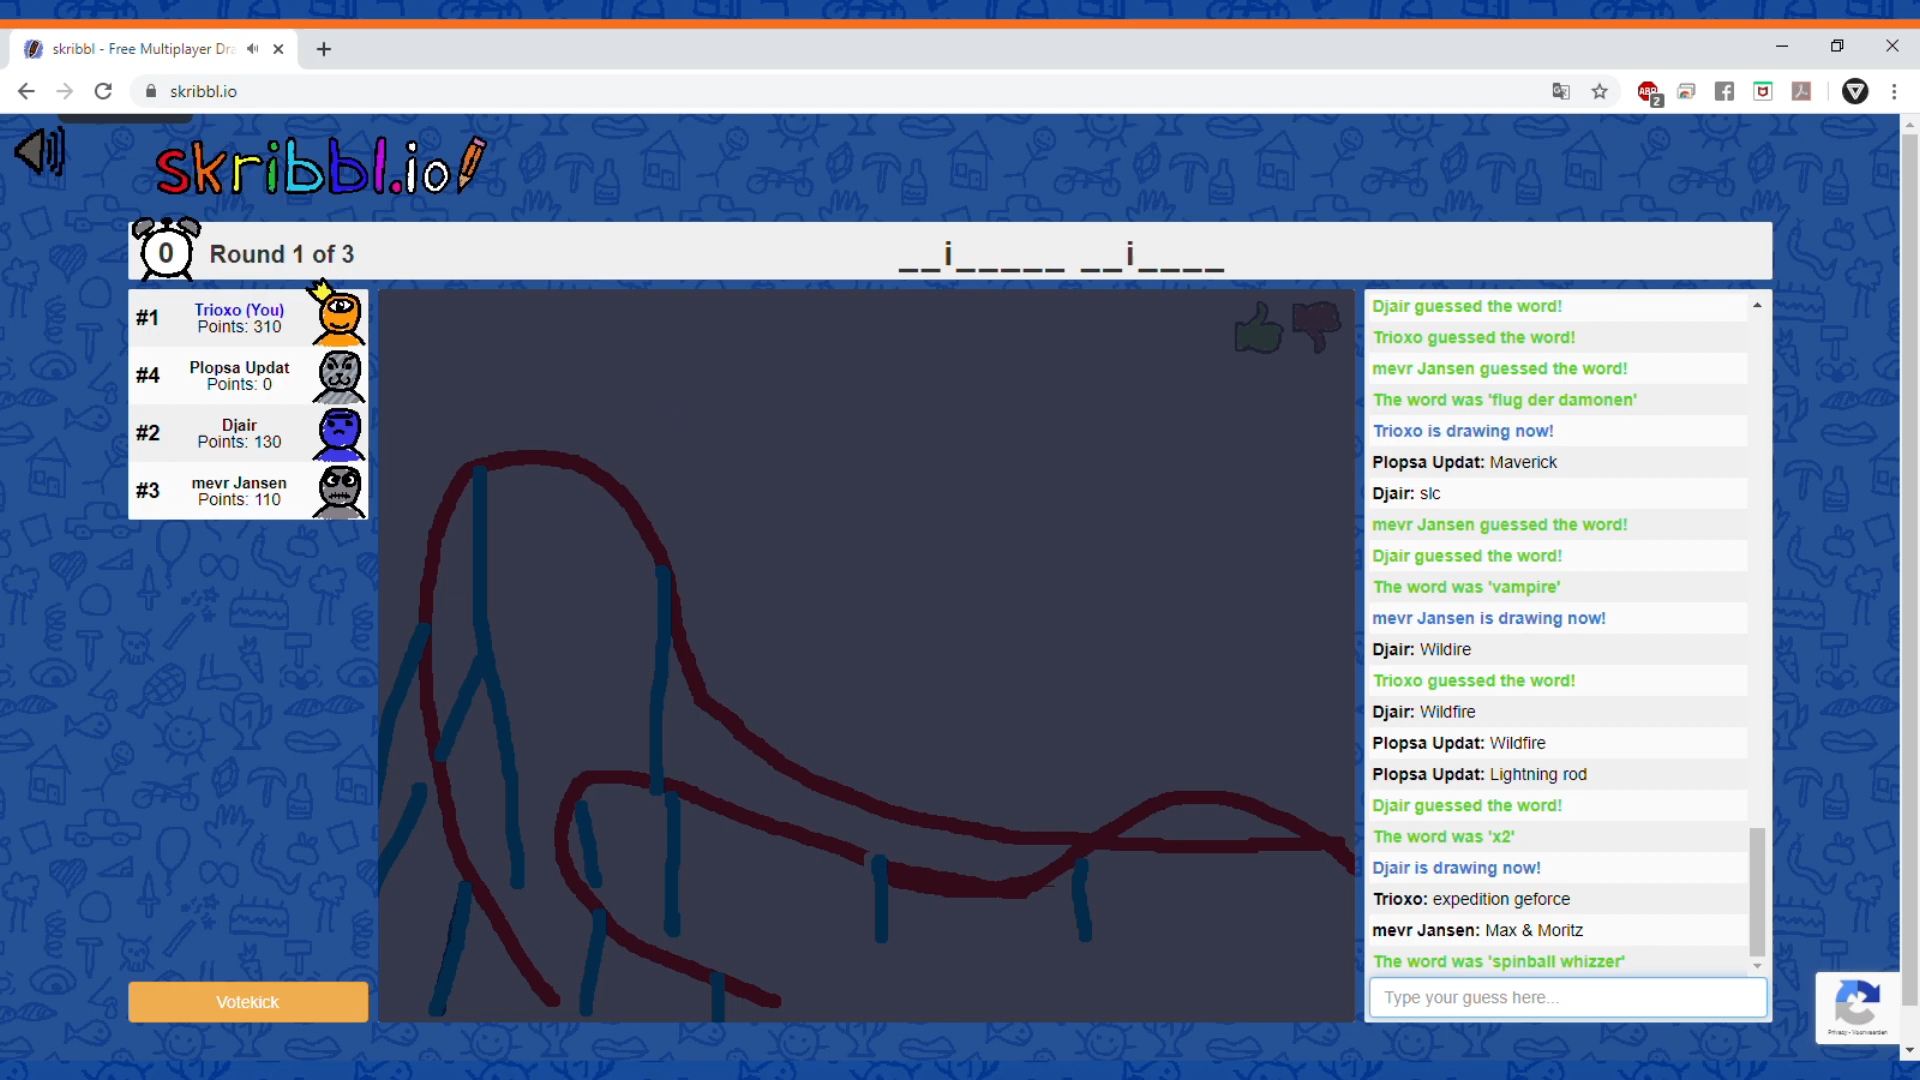 skribbl - Free Multiplayer Dra
skribbl.io
ABP
2
skribbl.io
0
Round 1 of 3
__i_____ __i____
#1
Trioxo (You)
Points: 310
#4
Plopsa Updat
Points: 0
#2
Djair
Points: 130
#3
mevr Jansen
Points: 110
Votekick
Djair guessed the word!
Trioxo guessed the word!
mevr Jansen guessed the word!
The word was 'flug der damonen'
Trioxo is drawing now!
Plopsa Updat: Maverick
Djair: slc
mevr Jansen guessed the word!
Djair guessed the word!
The word was 'vampire'
mevr Jansen is drawing now!
Djair: Wildire
Trioxo guessed the word!
Djair: Wildfire
Plopsa Updat: Wildfire
Plopsa Updat: Lightning rod
Djair guessed the word!
The word was 'x2'
Djair is drawing now!
Trioxo: expedition geforce
mevr Jansen: Max & Moritz
The word was 'spinball whizzer'
Type your guess here...
Privacy - Voorwaarden